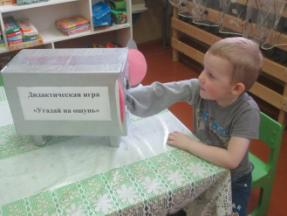 Дидактическая игра
«Угадай на ощупь»